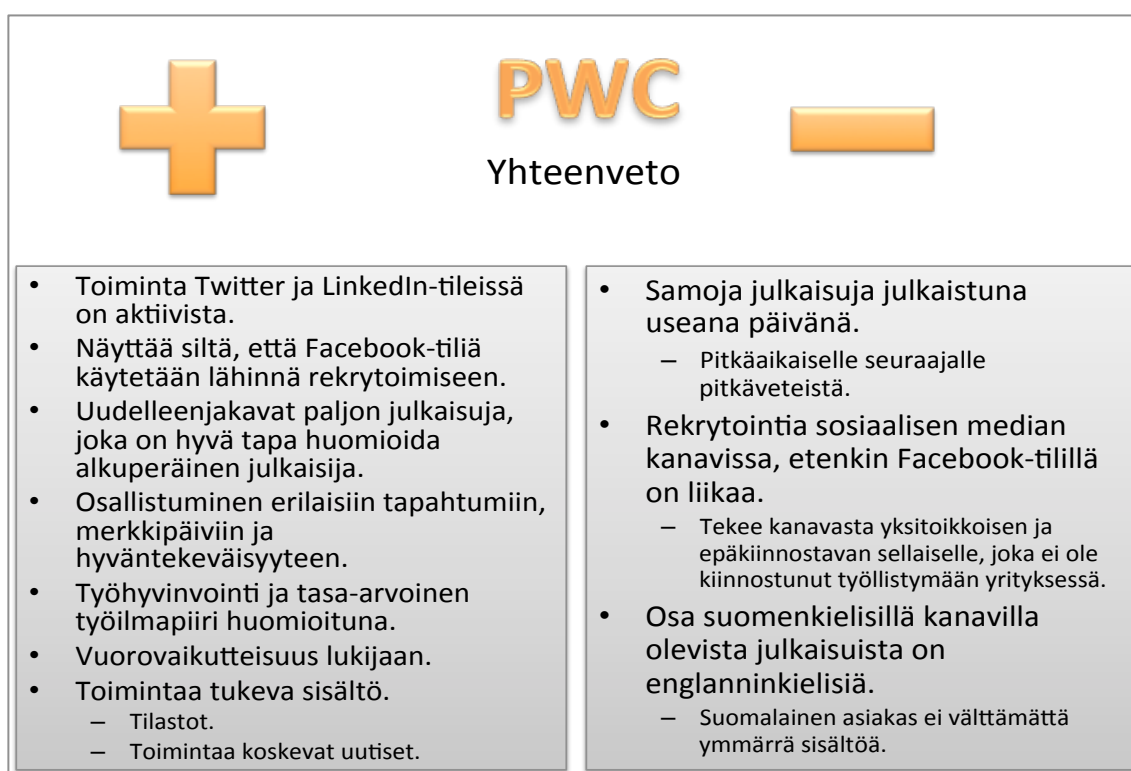 PWC
Yhteenveto
• Toiminta Twitter ja LinkedIn-tileissä
on aktiivista.
• Näyttää siltä, että Facebook-tiliä
käytetään lähinnä rekrytoimiseen.
• Uudelleenjakavat paljon julkaisuja,
joka on hyvä tapa huomioida
alkuperäinen julkaisija.
• Osallistuminen erilaisiin tapahtumiin,
merkkipäiviin ja
hyväntekeväisyyteen.
• Työhyvinvointi ja tasa-arvoinen
työilmapiiri huomioituna.
• Vuorovaikutteisuus lukijaan.
• Toimintaa tukeva sisältö.
– Tilastot.
– Toimintaa koskevat uutiset.
• Samoja julkaisuja julkaistuna
useana päivänä.
– Pitkäaikaiselle seuraajalle
pitkäveteistä.
• Rekrytointia sosiaalisen median
kanavissa, etenkin Facebook-tilillä
on liikaa.
– Tekee kanavasta yksitoikkoisen ja
epäkiinnostavan sellaiselle, joka ei ole
kiinnostunut työllistymään yrityksessä.
• Osa suomenkielisillä kanavilla
olevista julkaisuista on
englanninkielisiä.
– Suomalainen asiakas ei välttämättä
ymmärrä sisältöä.